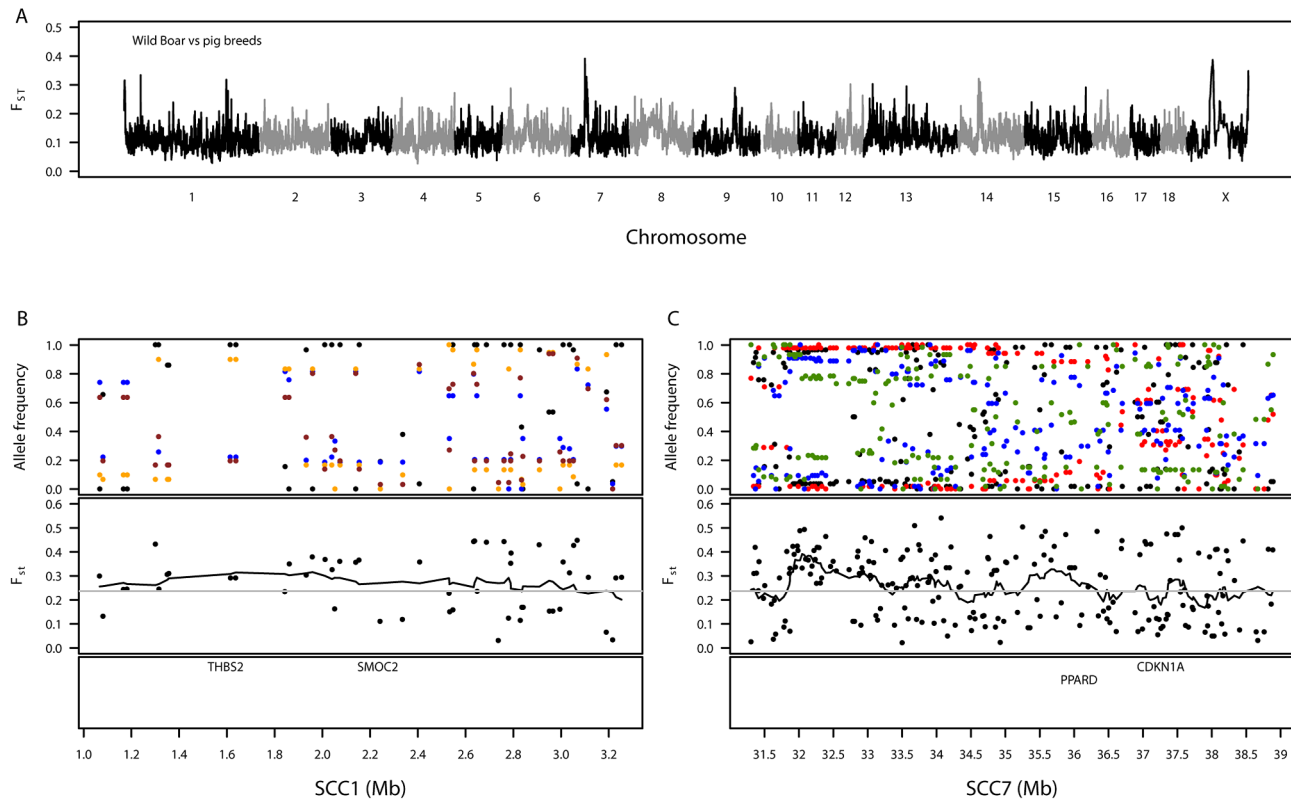 A
Wild Boar vs pig breeds
F ST
0.5
0.4
0.3
0.2
0.1
0.0
1 2 3 4 5 6 7 8 9 10 11 12 13 14 15 16 17 18 X
Chromosome
B
Allele frequency
1.0
0.8
0.6
0.4
0.2
0.0
F st
0.6
0.5
0.4
0.3
0.2
0.1
0.0
THBS2 SMOC2
1.0 1.2 1.4 1.6 1.8 2.0 2.2 2.4 2.6 2.8 3.0 3.2
SCC1 (Mb)
C
Allele frequency
1.0
0.8
0.6
0.4
0.2
0.0
F st
0.6
0.5
0.4
0.3
0.2
0.1
0.0
CDKN1A
PPARD
31.5 32 32.5 33 33.5 34 34.5 35 35.5 36 36.5 37 37.5 38 38.5 39
SCC7 (Mb)